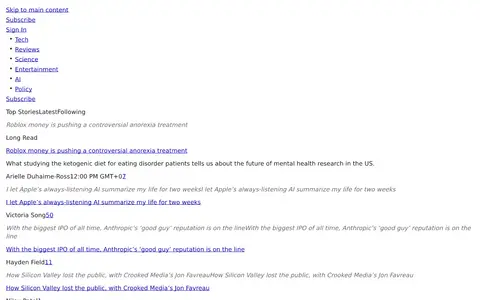 Skip to main content
Subscribe
Sign In
• Tech
• Reviews
• Science
• Entertainment
• AI
• Policy
Subscribe
Top StoriesLatestFollowing
Roblox money is pushing a controversial anorexia treatment
Long Read
Roblox money is pushing a controversial anorexia treatment
What studying the ketogenic diet for eating disorder patients tells us about the future of mental health research in the US.
Arielle Duhaime-Ross12:00 PM GMT+02
I let Apple's always-listening AI summarize my life for two weeksI let Apple's always-listening AI summarize my life for two weeks
I let Apple's always-listening AI summarize my life for two weeks
Victoria Song50
With the biggest IPO of all time, Anthropic's 'good guy' reputation is on the lineWith the biggest IPO of all time, Anthropic's 'good guy' reputation is on the
line
With the biggest IPO of all time, Anthropic's 'good guy' reputation is on the line
Hayden Field11
How Silicon Valley lost the public, with Crooked Media's Jon FavreauHow Silicon Valley lost the public, with Crooked Media's Jon Favreau
How Silicon Valley lost the public, with Crooked Media's Jon Favreau